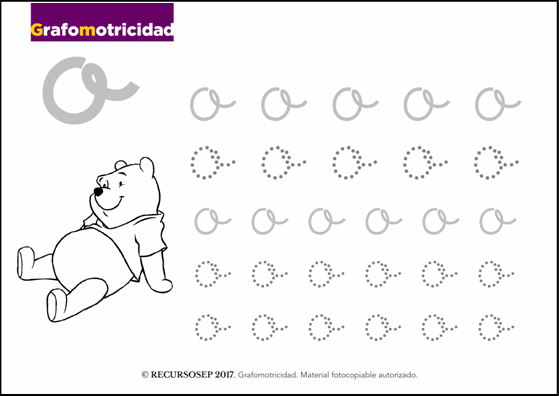 Grafomotricidad
o
o o o o o
o o o o o
o o o o o o
o o o o o o
o o o o o o
© RECURSOSEP 2017. Grafomotricidad. Material fotocopiable autorizado.